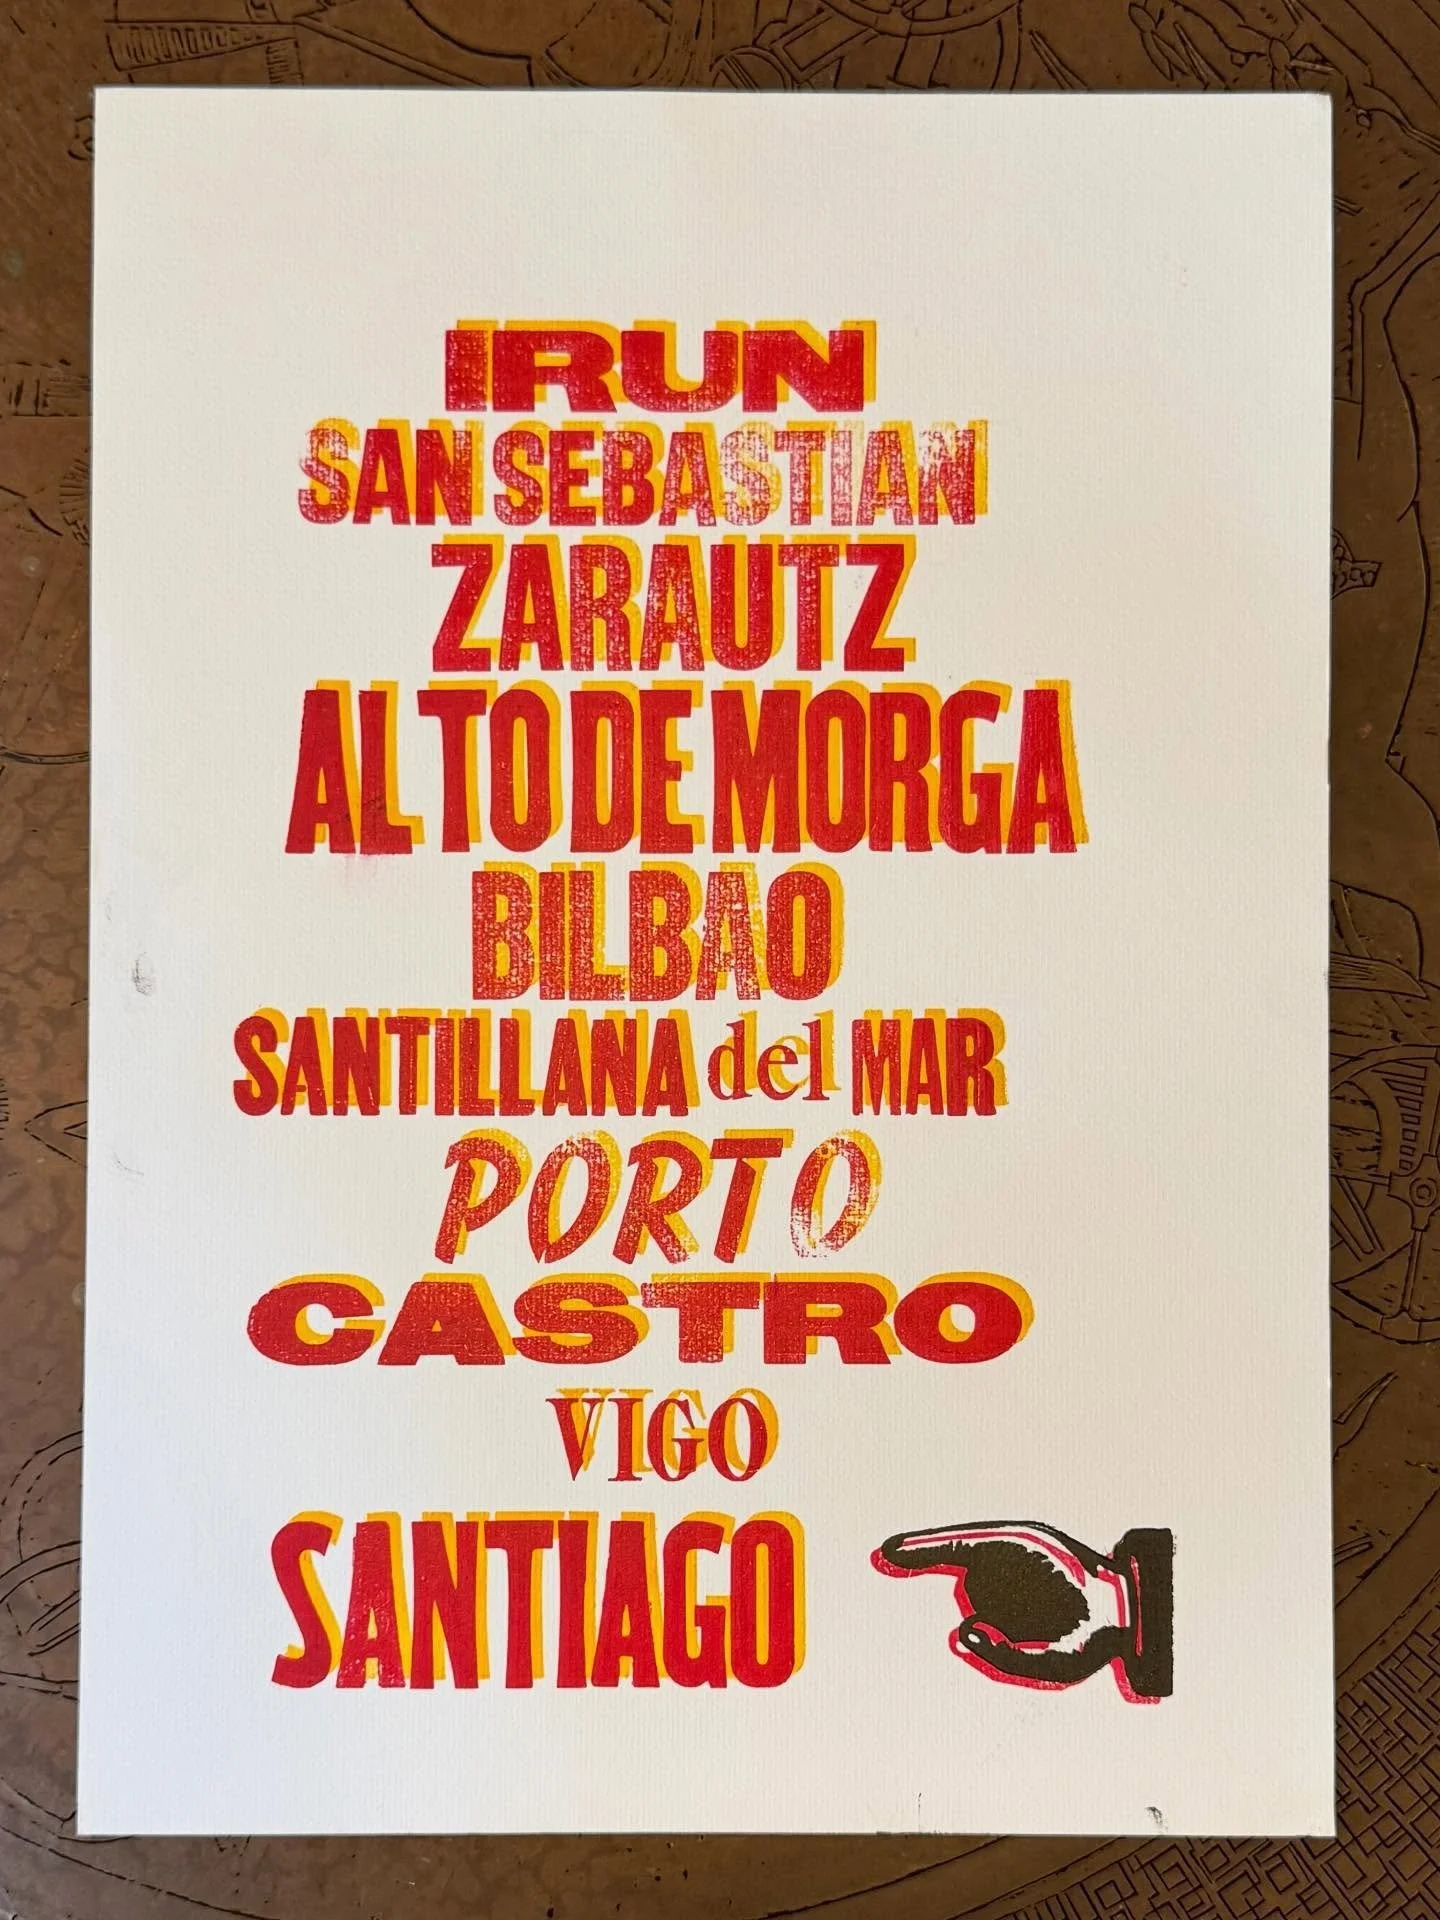 IRUN
SAN SEBASTIAN
ZARAUTZ
ALTO DE MORGA
BILBAO
SANTILLANA del MAR
PORTO
CASTRO
VIGO
SANTIAGO